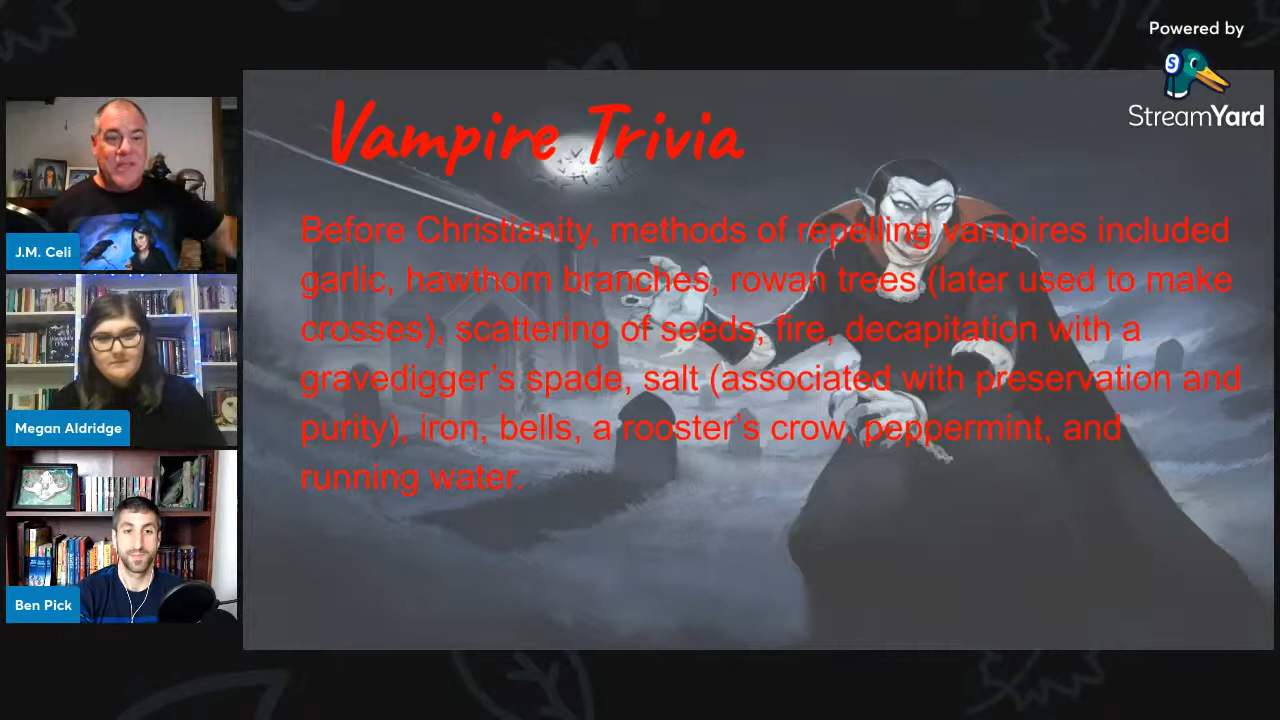 Powered by
S
StreamYard
Vampire Trivia
Before Christianity, methods of repelling vampires included
garlic, hawthorn branches, rowan trees (later used to make
crosses), scattering of seeds, fire, decapitation with a
gravedigger's spade, salt (associated with preservation and
purity), iron, bells, a rooster's crow, peppermint, and
running water.
J.M. Celi
Megan Aldridge
Ben Pick